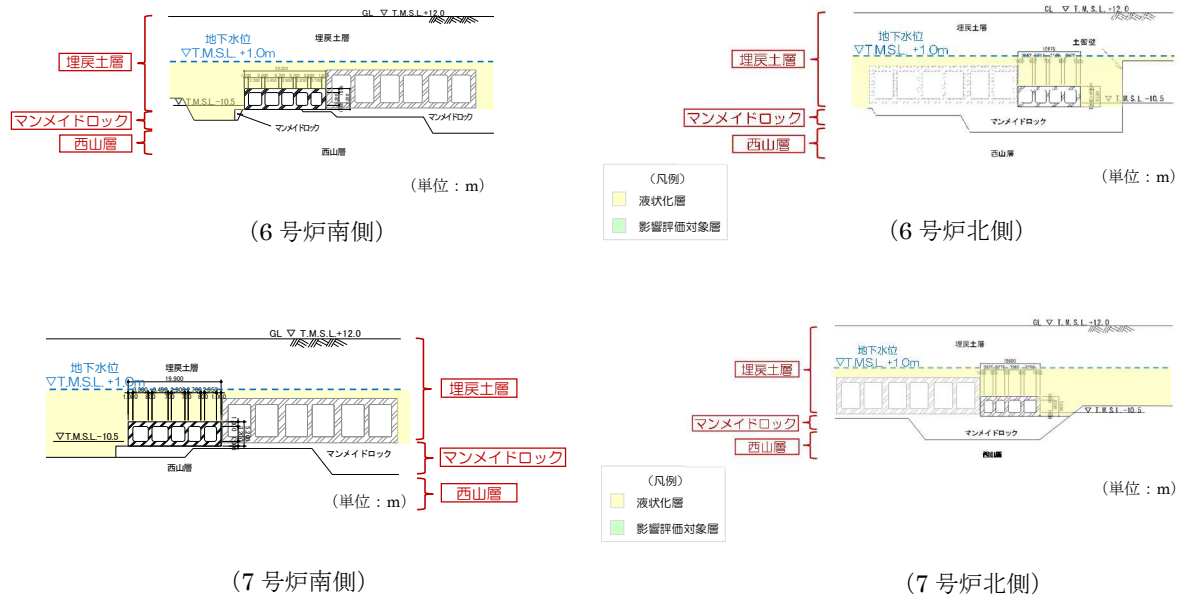 GL ▽ T.M.S.L.+12.0
埋戻土層
地下水位
▽T.M.S.L. +1.0m
埋戻土層
▽T.M.S.L.-10.5
マンメイドロック
マンメイドロック
マンメイドロック
西山層
西山層
(単位:m)
(6 号炉南側)
GL ▽ T.M.S.L.+12.0
埋戻土層
地下水位
▽T.M.S.L. +1.0m
土留壁
埋戻土層
▽T.M.S.L.-10.5
マンメイドロック
マンメイドロック
西山層
西山層
(単位:m)
(凡例)
液状化層
影響評価対象層
(6 号炉北側)
GL ▽ T.M.S.L.+12.0
地下水位
埋戻土層
▽T.M.S.L. +1.0m
19.900
埋戻土層
▽T.M.S.L.-10.5
マンメイドロック
マンメイドロック
西山層
西山層
(単位:m)
(7 号炉南側)
GL ▽ T.M.S.L.+12.0
埋戻土層
地下水位
▽T.M.S.L. +1.0m
埋戻土層
▽T.M.S.L.-10.5
マンメイドロック
マンメイドロック
西山層
西山層
(単位:m)
(凡例)
液状化層
影響評価対象層
(7 号炉北側)